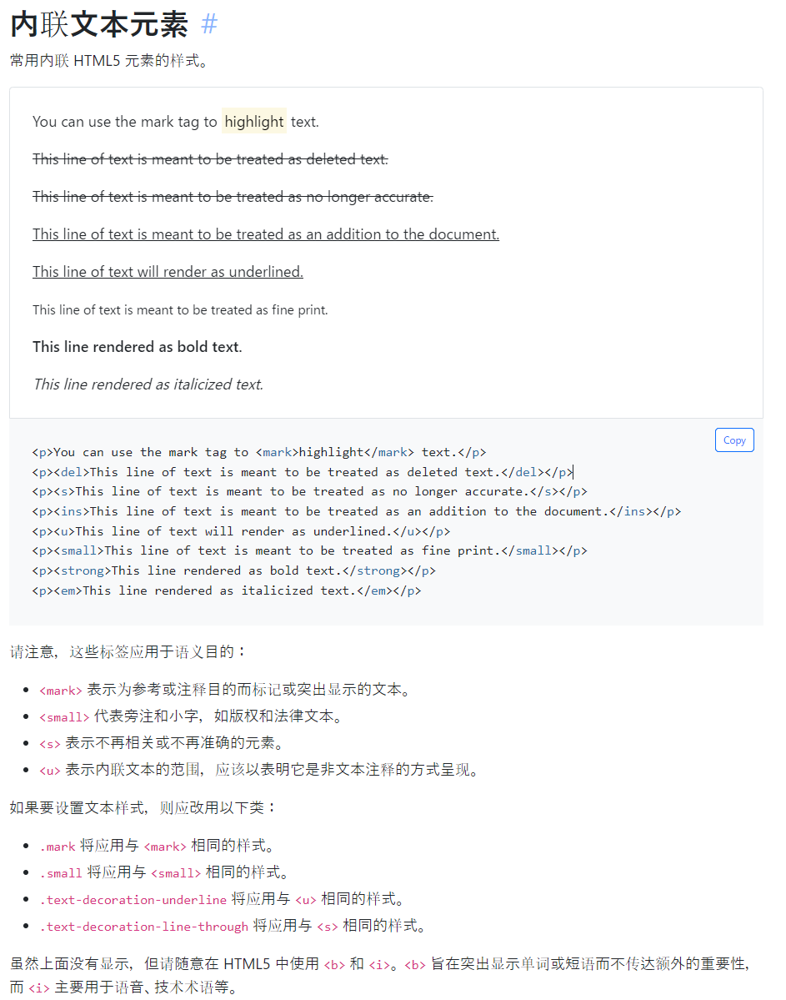 内联文本元素 #
常用内联 HTML5 元素的样式。
You can use the mark tag to highlight text.
This line of text is meant to be treated as deleted text.
This line of text is meant to be treated as no longer accurate.
This line of text is meant to be treated as an addition to the document.
This line of text will render as underlined.
This line of text is meant to be treated as fine print.
This line rendered as bold text.
This line rendered as italicized text.
Copy
<p>You can use the mark tag to <mark>highlight</mark> text.</p>
<p><del>This line of text is meant to be treated as deleted text.</del></p>
<p><s>This line of text is meant to be treated as no longer accurate.</s></p>
<p><ins>This line of text is meant to be treated as an addition to the document.</ins></p>
<p><u>This line of text will render as underlined.</u></p>
<p><small>This line of text is meant to be treated as fine print.</small></p>
<p><strong>This line rendered as bold text.</strong></p>
<p><em>This line rendered as italicized text.</em></p>
请注意，这些标签应用于语义目的：
• <mark> 表示为参考或注释目的而标记或突出显示的文本。
• <small> 代表旁注和小字，如版权和法律文本。
• <s> 表示不再相关或不再准确的元素。
• <u> 表示内联文本的范围，应该以表明它是非文本注释的方式呈现。
如果要设置文本样式，则应改用以下类：
• .mark 将应用与 <mark> 相同的样式。
• .small 将应用与 <small> 相同的样式。
• .text-decoration-underline 将应用与 <u> 相同的样式。
• .text-decoration-line-through 将应用与 <s> 相同的样式。
虽然上面没有显示，但请随意在 HTML5 中使用 <b> 和 <i>。<b> 旨在突出显示单词或短语而不传达额外的重要性，
而 <i> 主要用于语音、技术术语等。